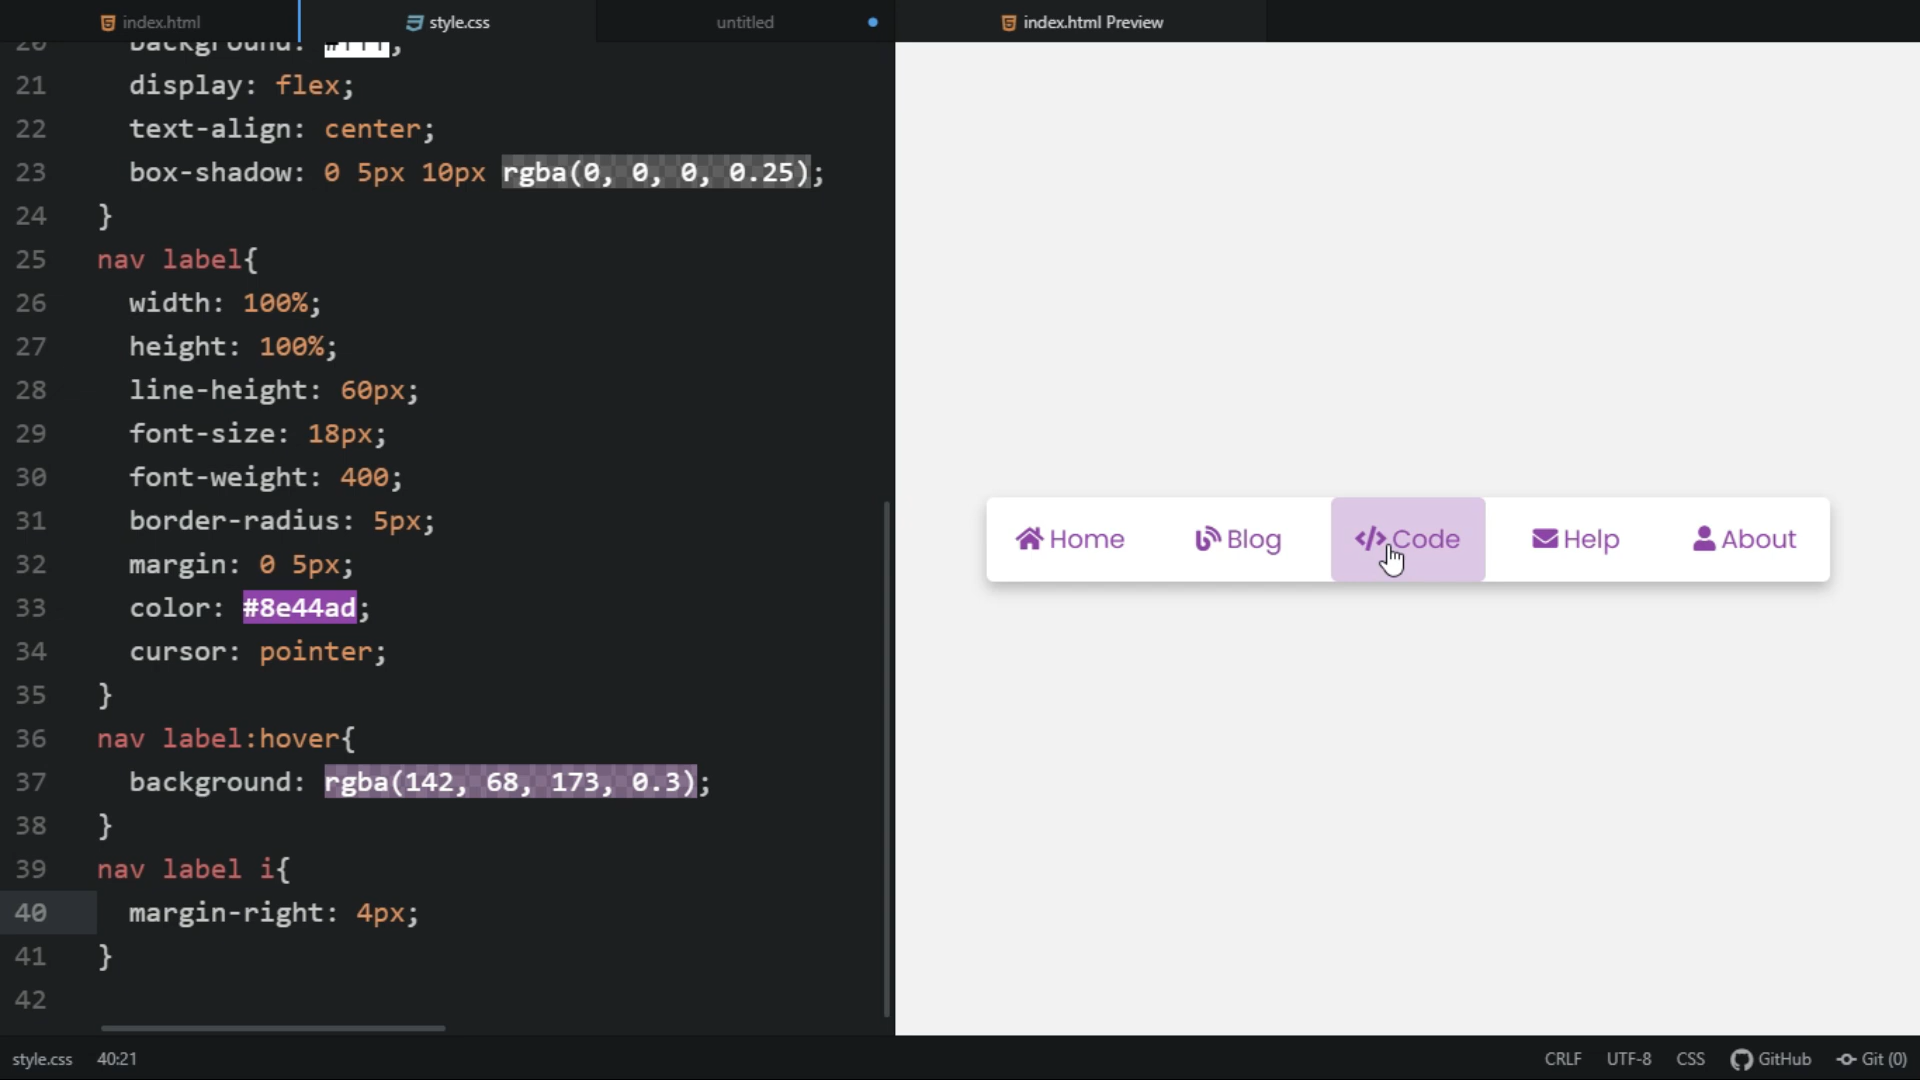 index.html
style.css
untitled
index.html Preview
20 background: #fff;
21 display: flex;
22 text-align: center;
23 box-shadow: 0 5px 10px rgba(0, 0, 0, 0.25);
24 }
25 nav label{
26 width: 100%;
27 height: 100%;
28 line-height: 60px;
29 font-size: 18px;
30 font-weight: 400;
31 border-radius: 5px;
32 margin: 0 5px;
33 color: #8e44ad;
34 cursor: pointer;
35 }
36 nav label:hover{
37 background: rgba(142, 68, 173, 0.3);
38 }
39 nav label i{
40 margin-right: 4px;
41 }
42
Home
Blog
Code
Help
About
style.css 40:21
CRLF UTF-8 CSS GitHub Git (0)